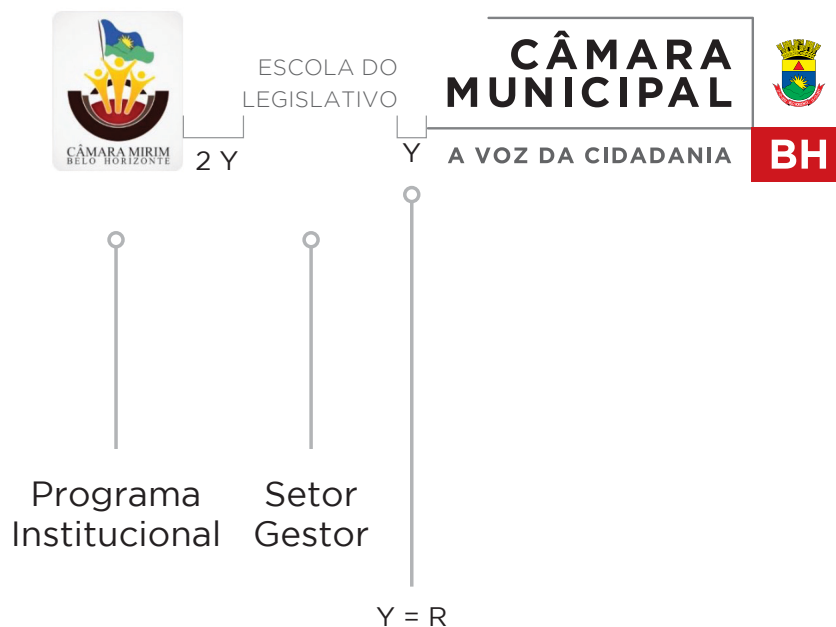 CÂMARA MIRIM
BELO HORIZONTE
2 Y
ESCOLA DO
LEGISLATIVO
Y
CÂMARA
MUNICIPAL
A VOZ DA CIDADANIA
BH
Programa
Institucional
Setor
Gestor
Y = R